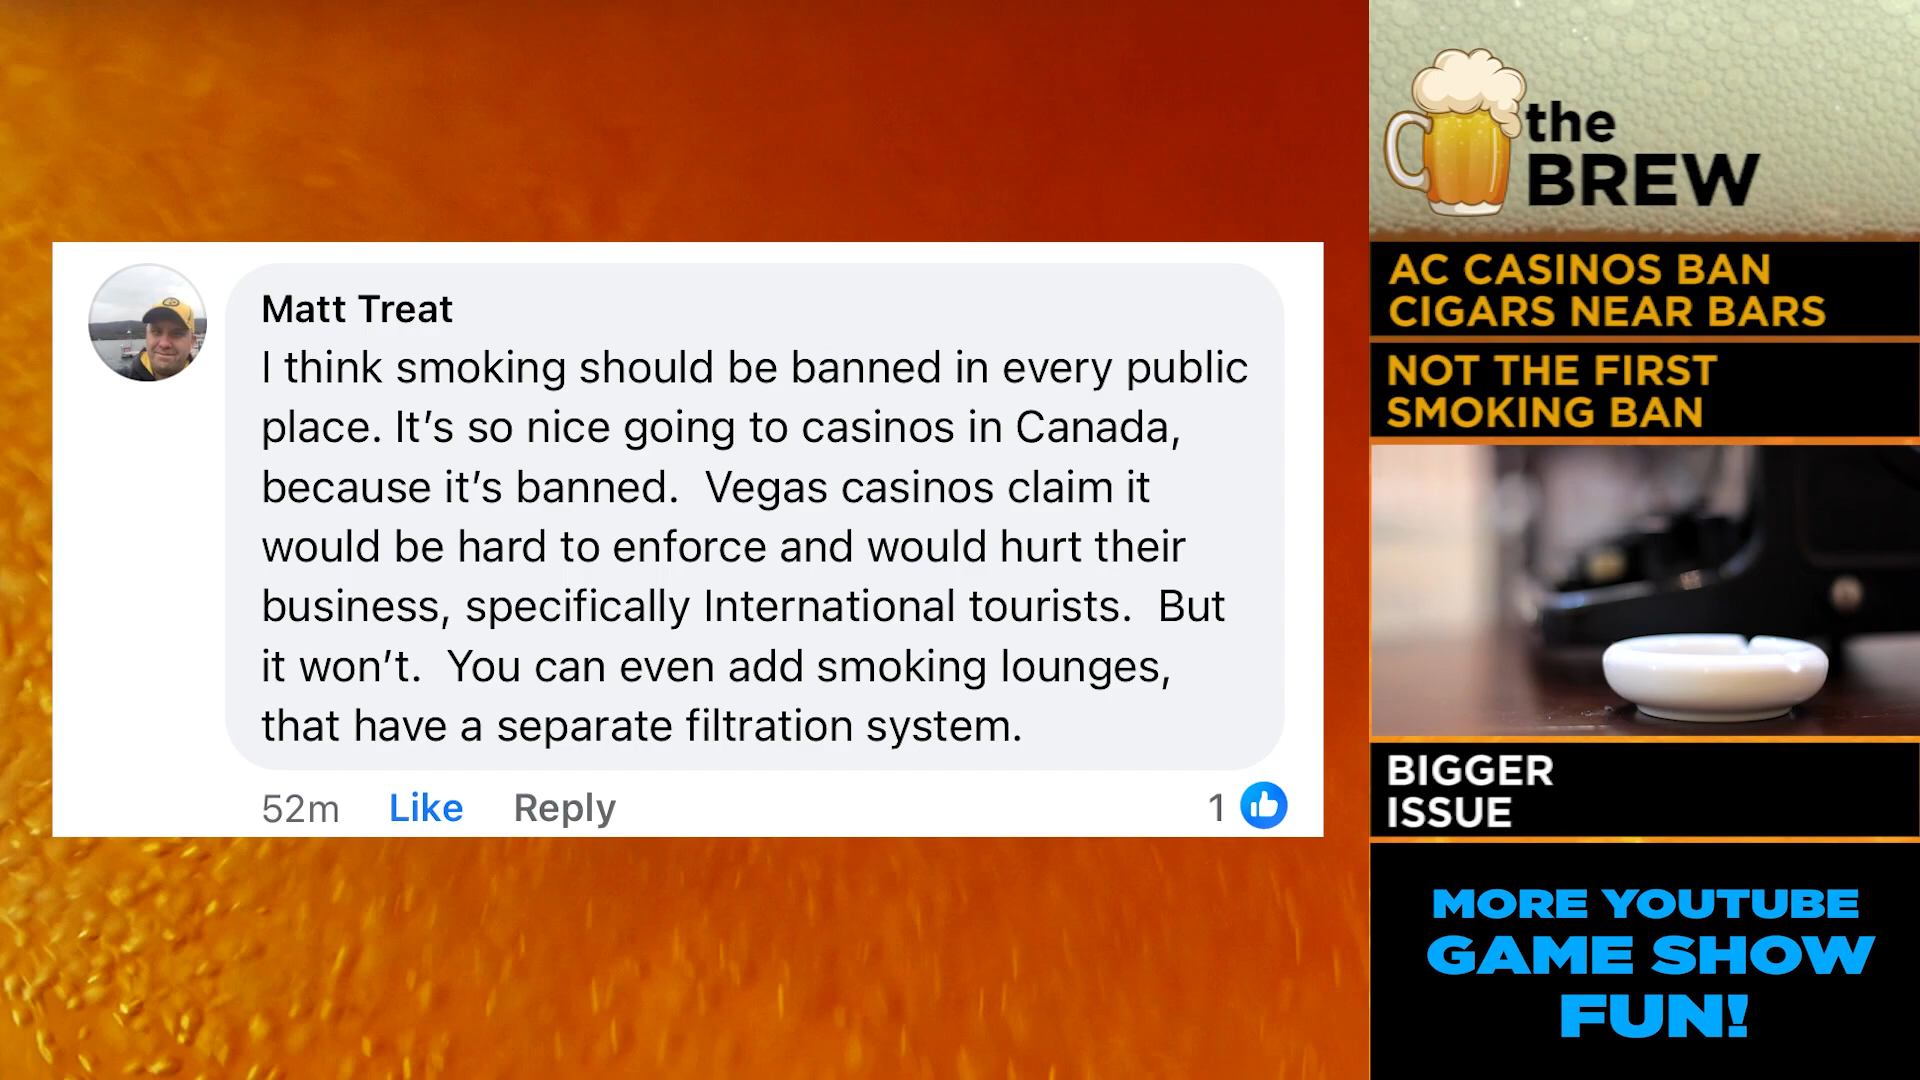 Matt Treat
I think smoking should be banned in every public
place. It’s so nice going to casinos in Canada,
because it’s banned.  Vegas casinos claim it
would be hard to enforce and would hurt their
business, specifically International tourists.  But
it won’t.  You can even add smoking lounges,
that have a separate filtration system.
52m Like Reply 1
the
BREW
AC CASINOS BAN
CIGARS NEAR BARS
NOT THE FIRST
SMOKING BAN
BIGGER
ISSUE
MORE YOUTUBE
GAME SHOW
FUN!